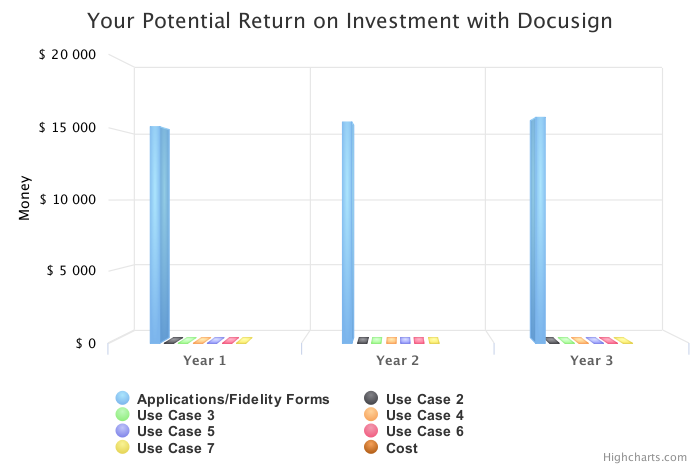 Your Potential Return on Investment with Docusign
$ 20 000
$ 15 000
$ 10 000
$ 5 000
$ 0
Money
Year 1
Year 2
Year 3
Applications/Fidelity Forms
Use Case 2
Use Case 3
Use Case 4
Use Case 5
Use Case 6
Use Case 7
Cost
Highcharts.com